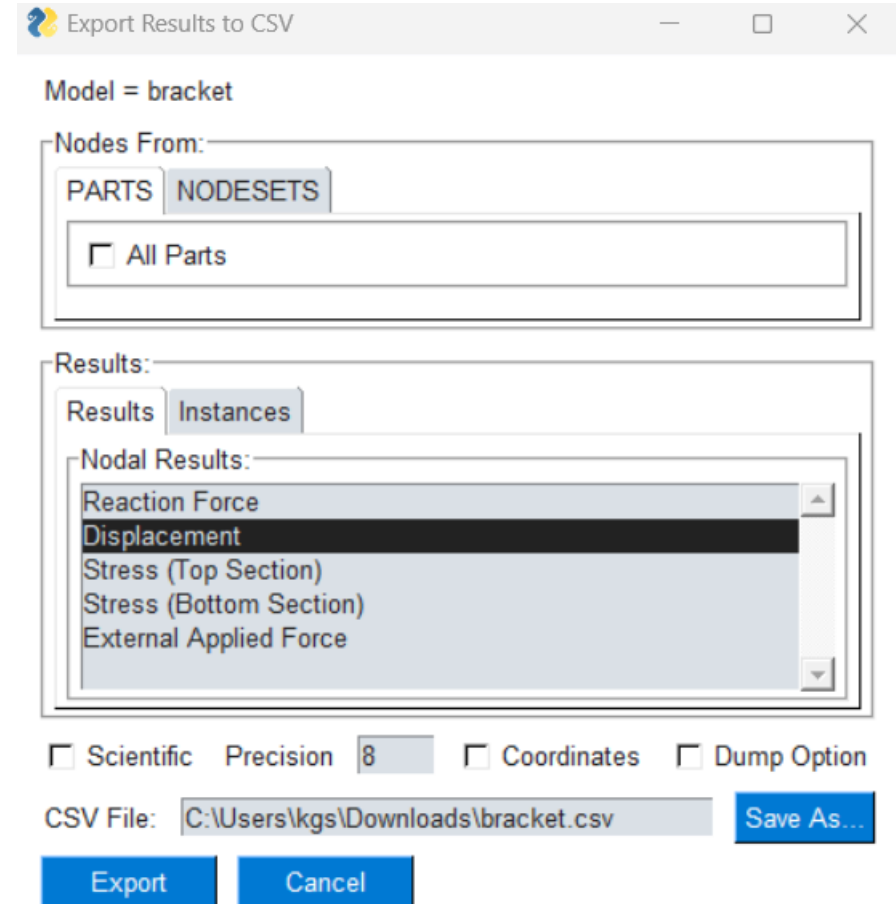 Export Results to CSV
Model = bracket
Nodes From:
PARTS NODESETS
All Parts
Results:
Results Instances
Nodal Results:
Reaction Force
Displacement
Stress (Top Section)
Stress (Bottom Section)
External Applied Force
Scientific Precision 8 Coordinates Dump Option
CSV File: C:\Users\kgs\Downloads\bracket.csv Save As...
Export Cancel